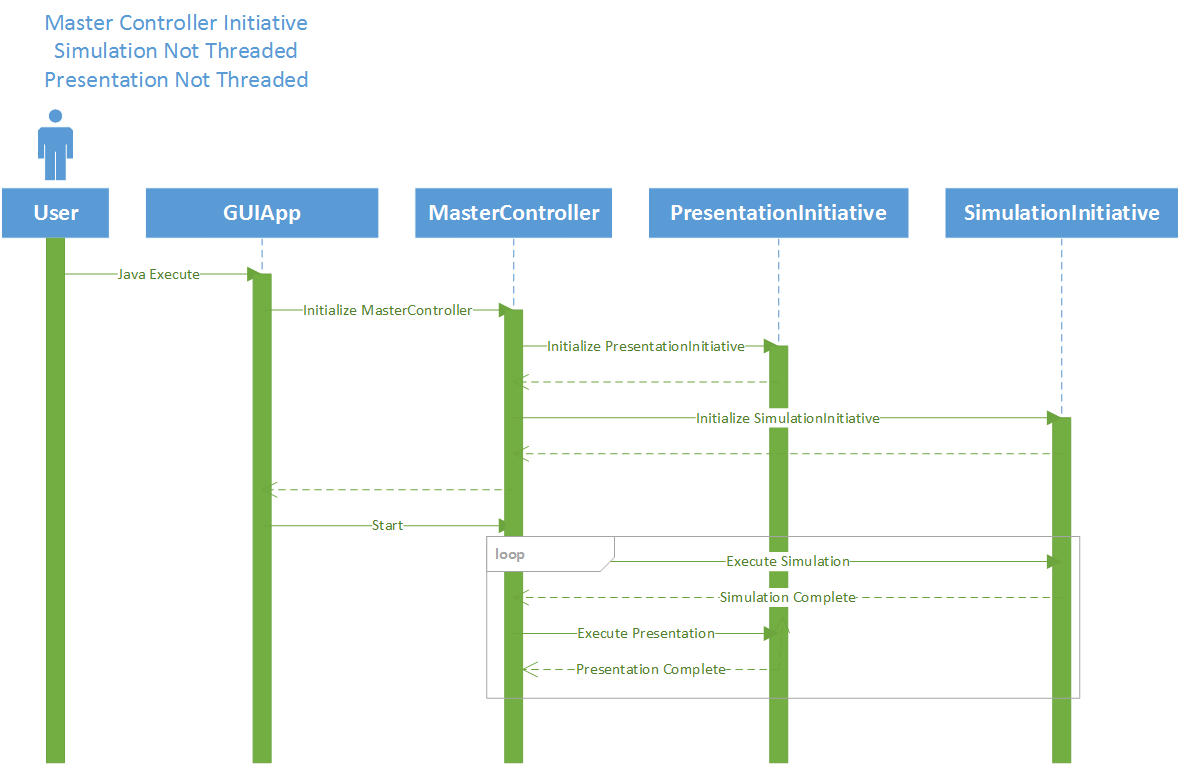 Master Controller Initiative
Simulation Not Threaded
Presentation Not Threaded
User
GUIApp
MasterController
PresentationInitiative
SimulationInitiative
Java Execute
Initialize MasterController
Initialize PresentationInitiative
Initialize SimulationInitiative
Start
loop
Execute Simulation
Simulation Complete
Execute Presentation
Presentation Complete